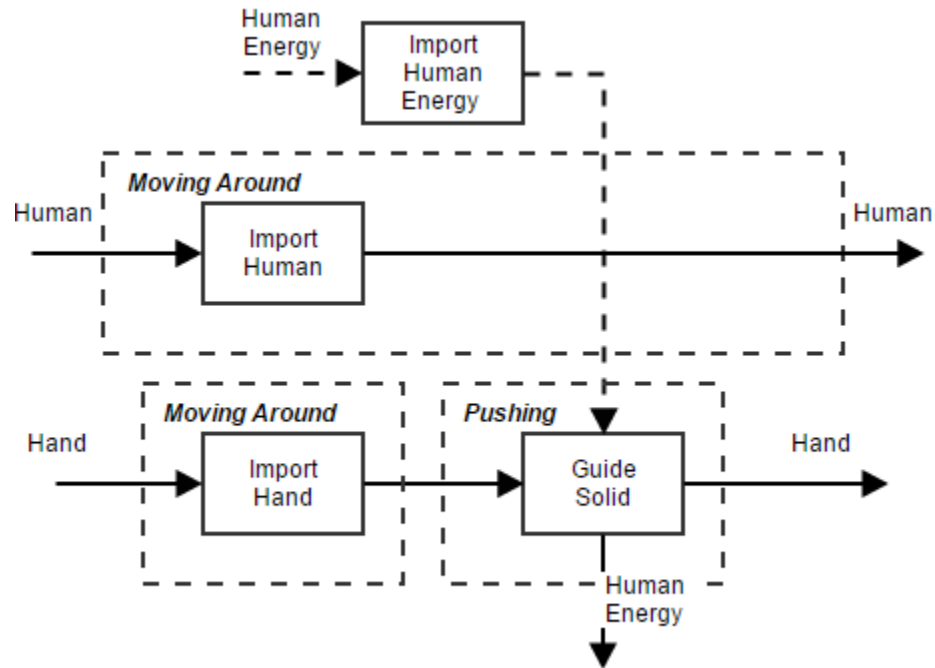 Human
Energy
Import
Human
Energy
Moving Around
Human
Import
Human
Human
Moving Around
Pushing
Hand
Import
Hand
Guide
Solid
Hand
Human
Energy